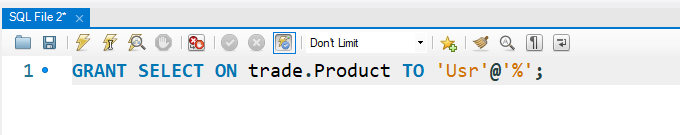 SQL File 2*
Don't Limit
1 GRANT SELECT ON trade.Product TO 'Usr'@'%';